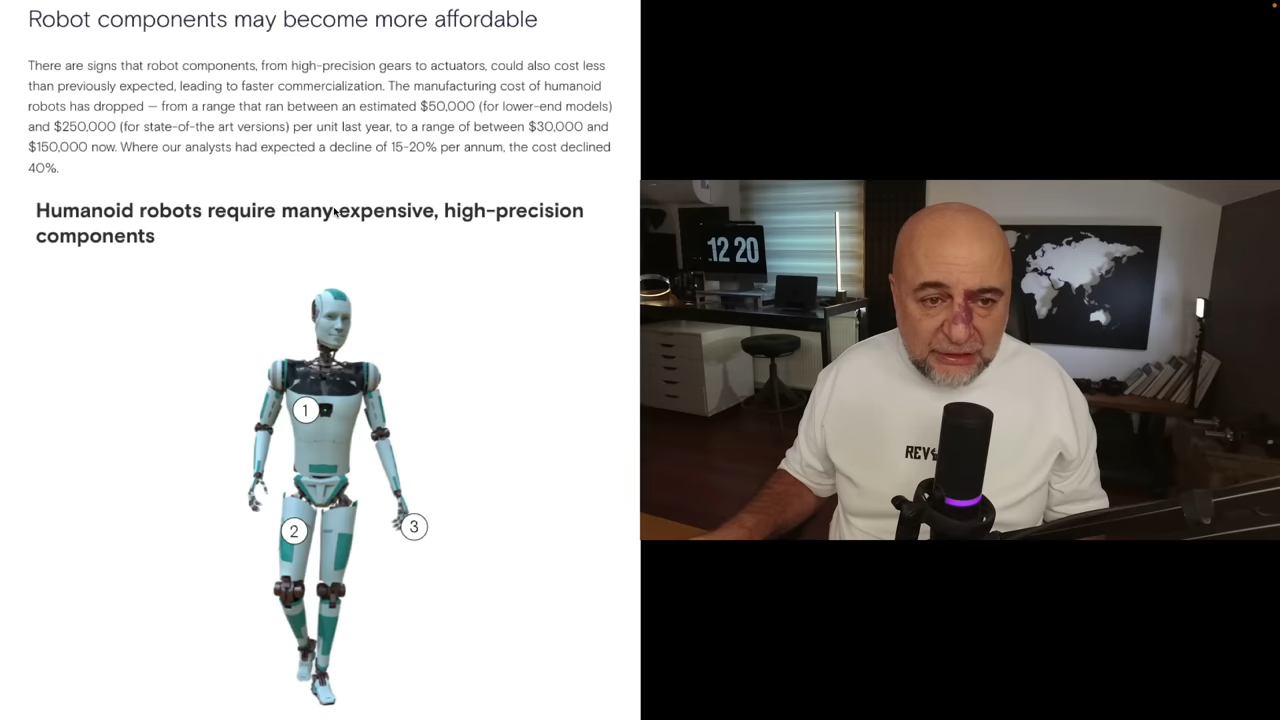 Robot components may become more affordable
There are signs that robot components, from high-precision gears to actuators, could also cost less
than previously expected, leading to faster commercialization. The manufacturing cost of humanoid
robots has dropped — from a range that ran between an estimated $50,000 (for lower-end models)
and $250,000 (for state-of-the art versions) per unit last year, to a range of between $30,000 and
$150,000 now. Where our analysts had expected a decline of 15-20% per annum, the cost declined
40%.
Humanoid robots require many expensive, high-precision
components
1
2
3
12 20